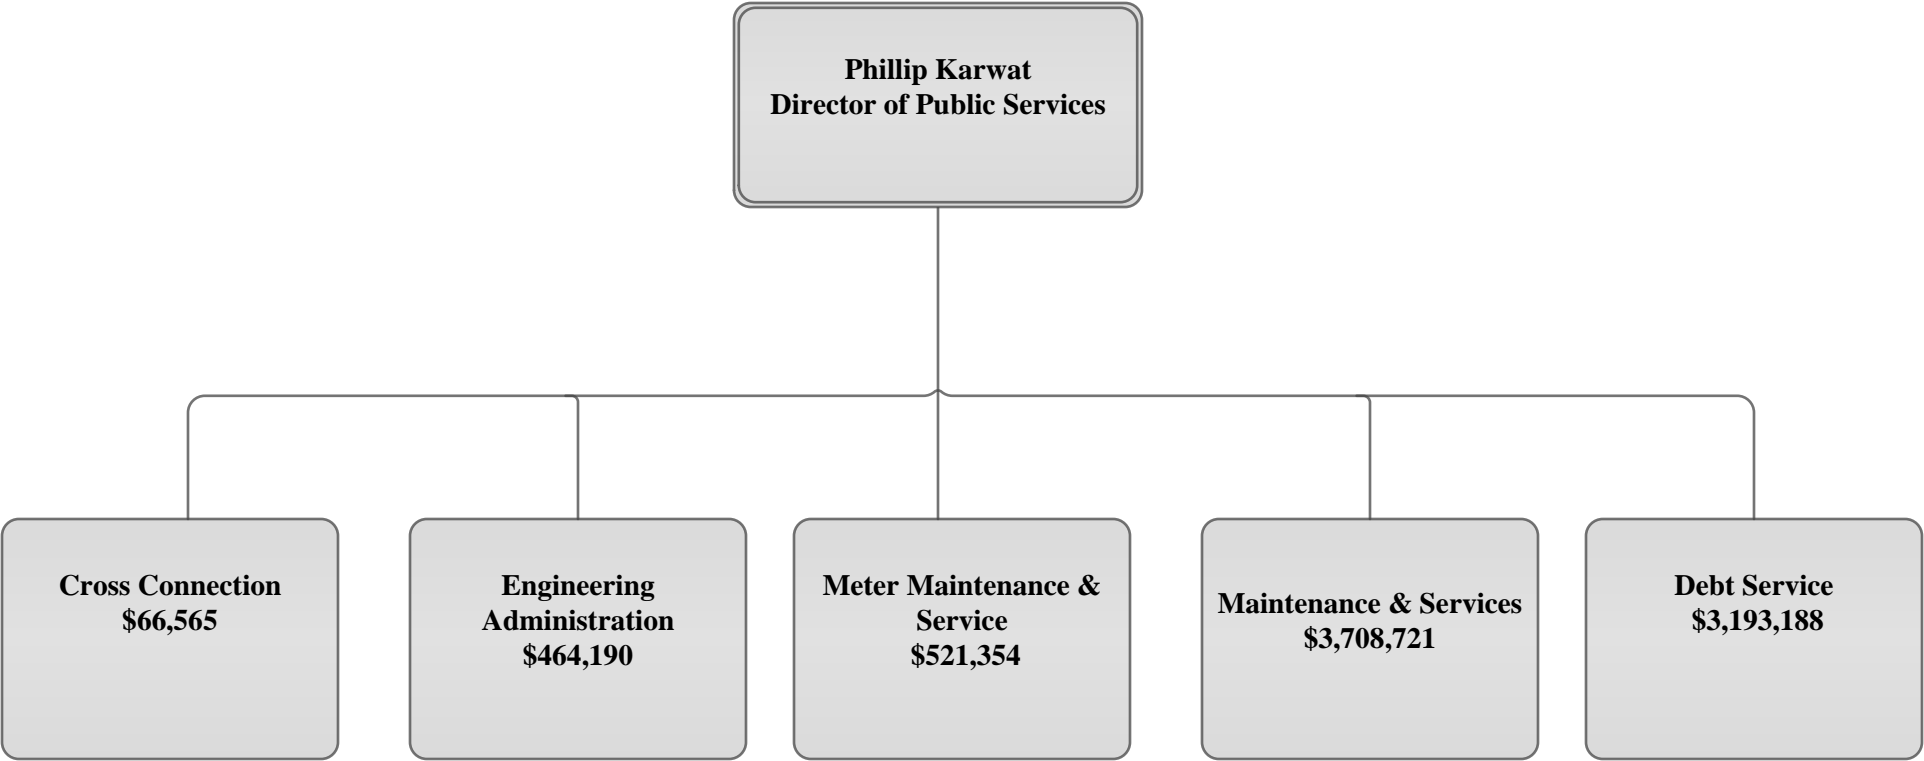 Phillip Karwat
Director of Public Services
Cross Connection
$66,565
Engineering
Administration
$464,190
Meter Maintenance &
Service
$521,354
Maintenance & Services
$3,708,721
Debt Service
$3,193,188